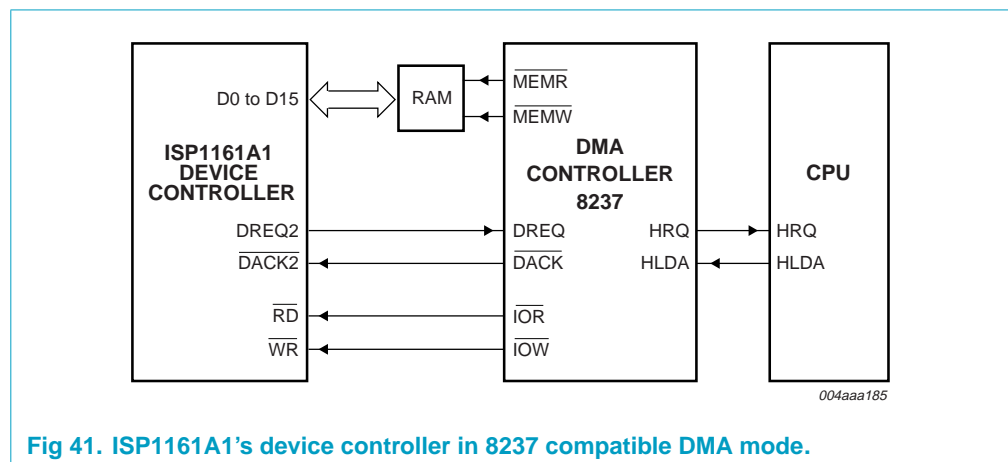 D0 to D15
RAM
MEMR
MEMW
ISP1161A1
DEVICE
CONTROLLER
DMA
CONTROLLER
8237
CPU
DREQ2
DREQ
HRQ
HRQ
DACK2
DACK
HLDA
HLDA
RD
IOR
WR
IOW
004aaa185
Fig 41. ISP1161A1's device controller in 8237 compatible DMA mode.